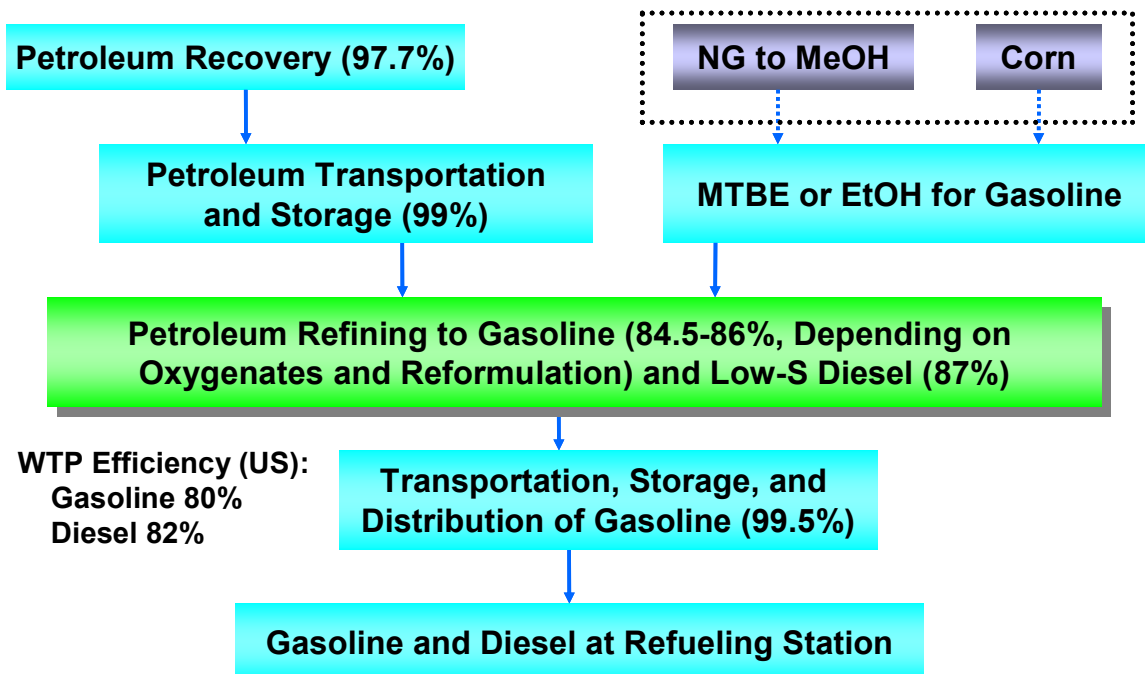 Petroleum Recovery (97.7%)
NG to MeOH
Corn
Petroleum Transportation
and Storage (99%)
MTBE or EtOH for Gasoline
Petroleum Refining to Gasoline (84.5-86%, Depending on
Oxygenates and Reformulation) and Low-S Diesel (87%)
WTP Efficiency (US):
Gasoline 80%
Diesel 82%
Transportation, Storage, and
Distribution of Gasoline (99.5%)
Gasoline and Diesel at Refueling Station